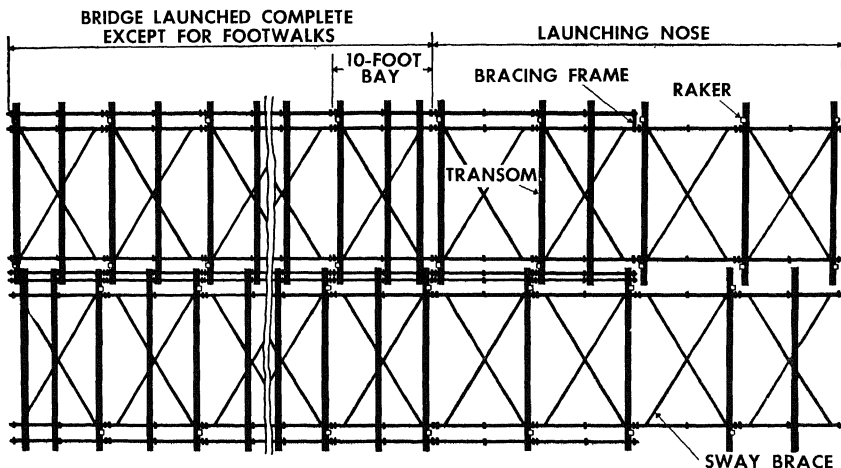 BRIDGE LAUNCHED COMPLETE
EXCEPT FOR FOOTWALKS
LAUNCHING NOSE
10-FOOT
BAY
BRACING FRAME
RAKER
TRANSOM
SWAY BRACE